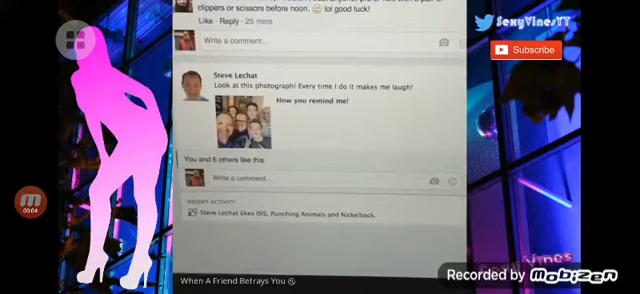 clippers or scissors before noon. lol good luck!
Like · Reply · 25 mins
Write a comment...
Steve Lechat
Look at this photograph! Every time I do it makes me laugh!
How you remind me!
You and 6 others like this.
Write a comment...
RECENT ACTIVITY
Steve Lechat likes ISIS, Punching Animals and Nickelback.
When A Friend Betrays You
SexyVinesYT
Subscribe
00:04
Sexy Vines
Recorded by Mobizen